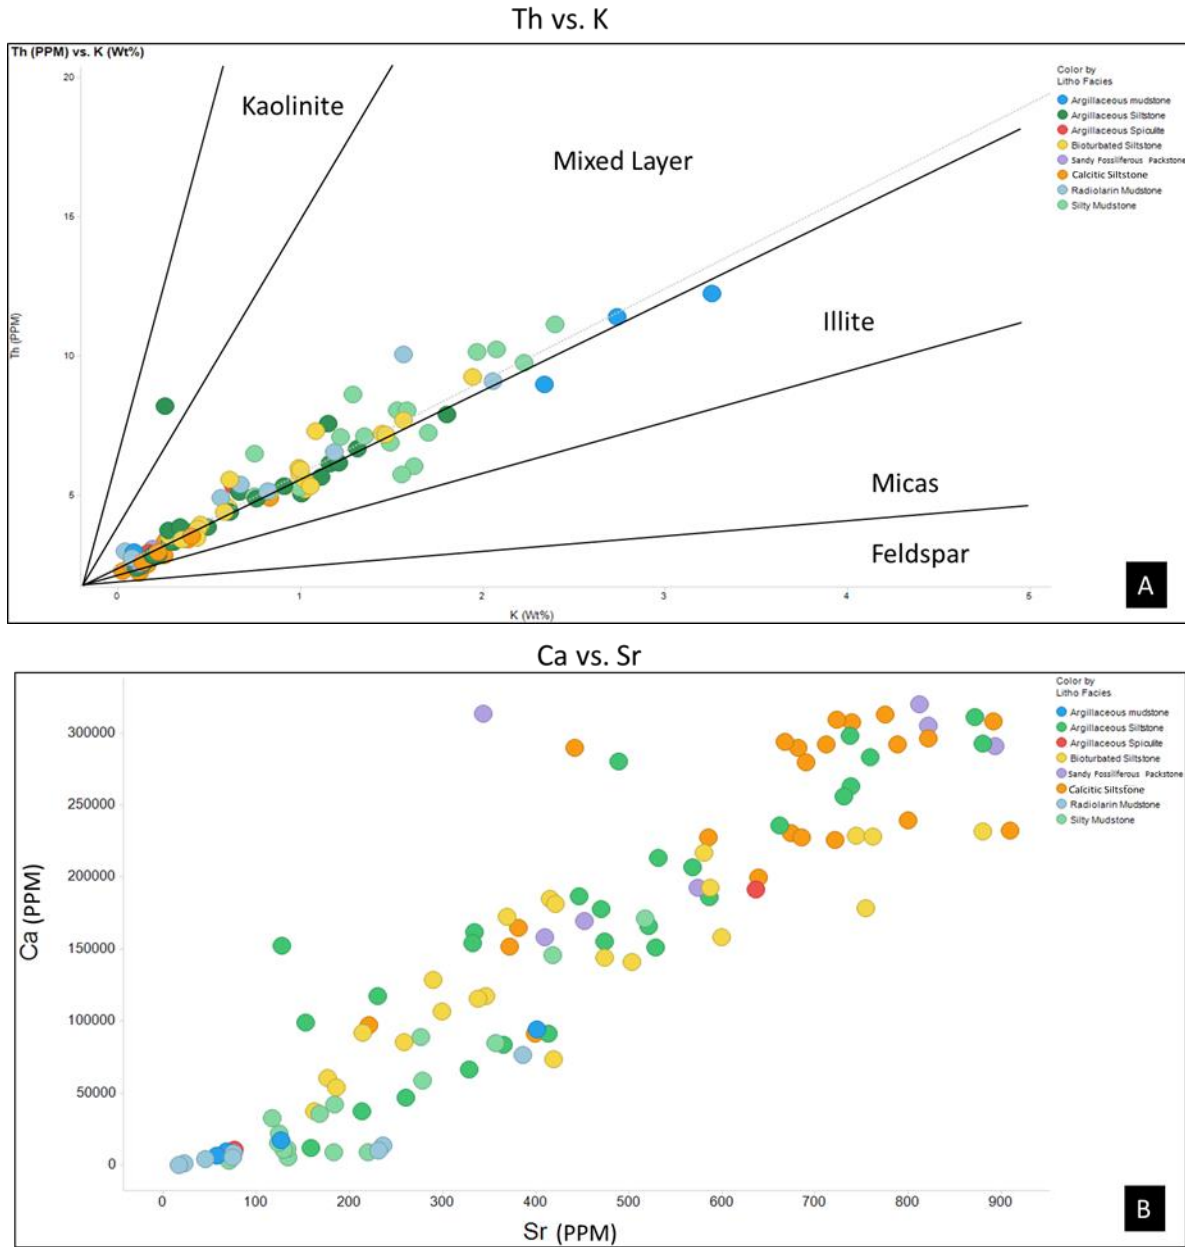 Th vs. K
Th (PPM) vs. K (Wt%)
Color by
Litho Facies
Argillaceous mudstone
Argillaceous Siltstone
Argillaceous Spiculite
Bioturbated Siltstone
Sandy Fossiliferous Packstone
Calcitic Siltstone
Radiolarin Mudstone
Silty Mudstone
Kaolinite
Mixed Layer
Illite
Micas
Feldspar
20
15
10
5
Th (PPM)
0 1 2 3 4 5
K (Wt%)
A
Ca vs. Sr
Color by
Litho Facies
Argillaceous mudstone
Argillaceous Siltstone
Argillaceous Spiculite
Bioturbated Siltstone
Sandy Fossiliferous Packstone
Calcitic Siltstone
Radiolarin Mudstone
Silty Mudstone
300000
250000
200000
150000
100000
50000
0
Ca (PPM)
0 100 200 300 400 500 600 700 800 900
Sr (PPM)
B